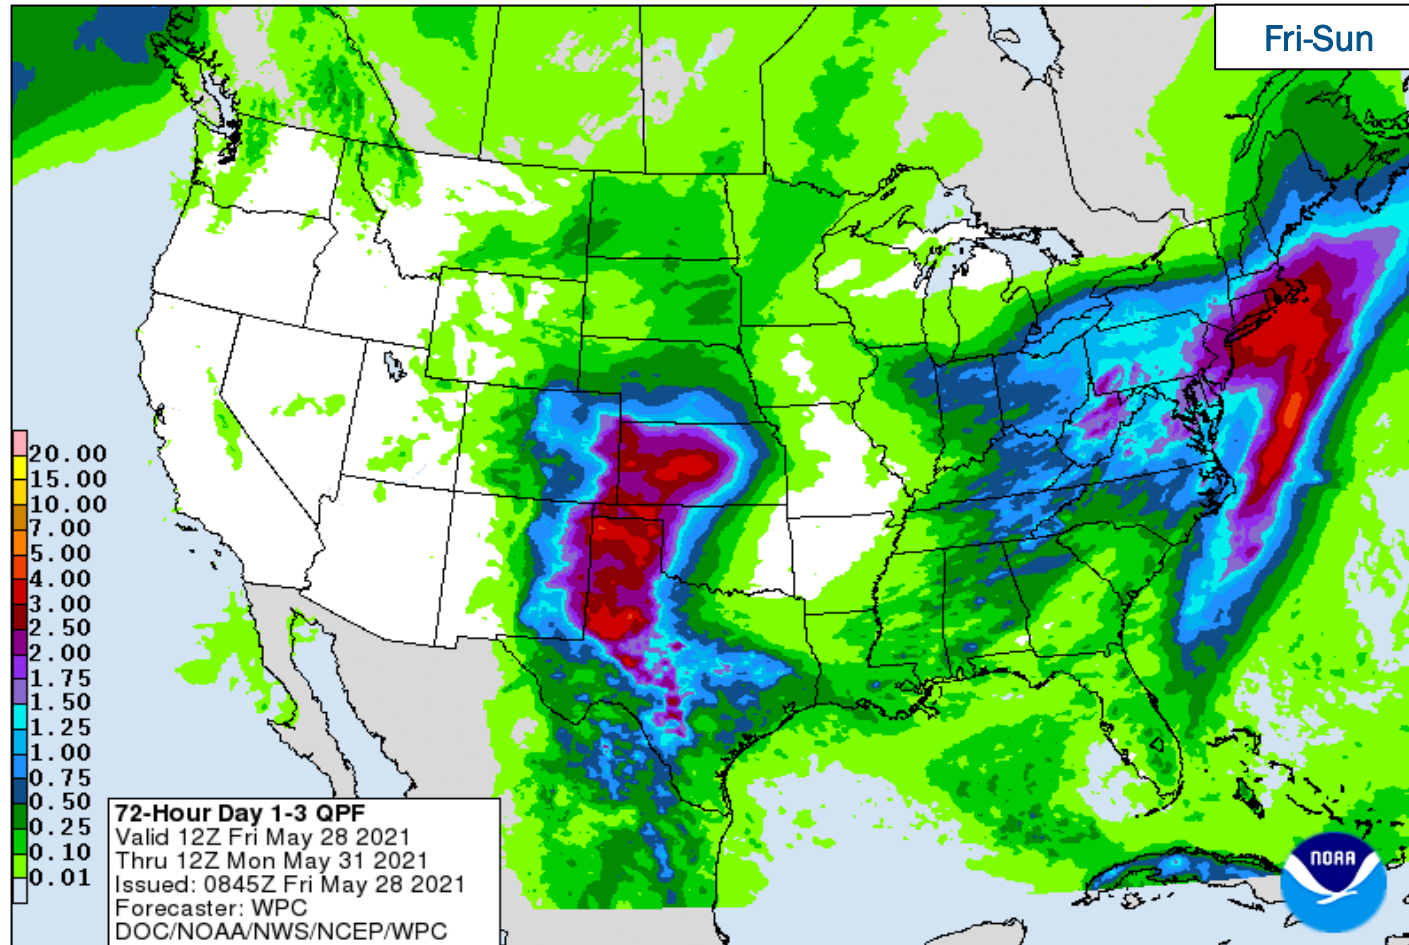 Fri-Sun
20.00
15.00
10.00
7.00
5.00
4.00
3.00
2.50
2.00
1.75
1.50
1.25
1.00
0.75
0.50
0.25
0.10
0.01
72-Hour Day 1-3 QPF
Valid 12Z Fri May 28 2021
Thru 12Z Mon May 31 2021
Issued: 0845Z Fri May 28 2021
Forecaster: WPC
DOC/NOAA/NWS/NCEP/WPC
NOAA